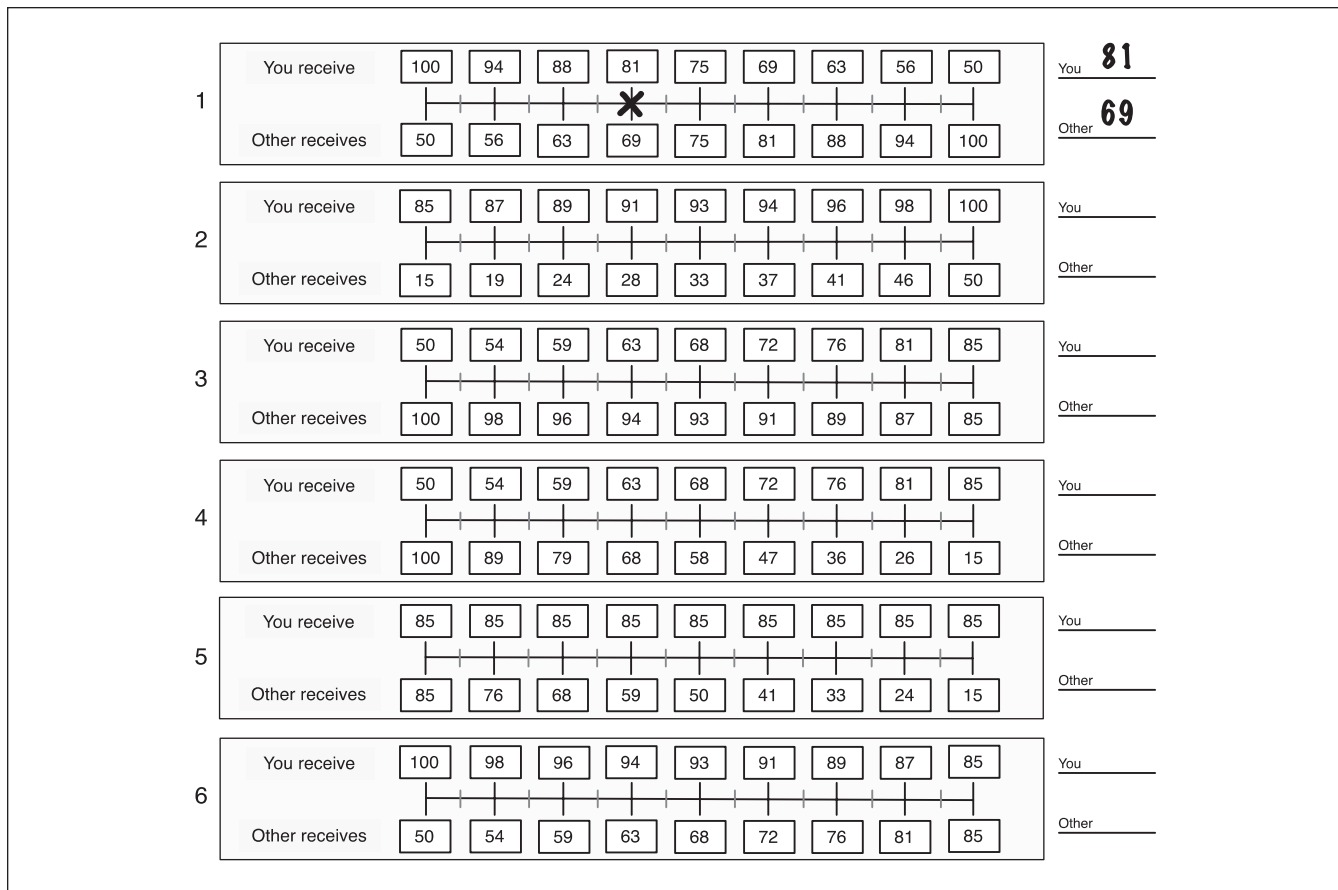 You receive 100 94 88 81 75 69 63 56 50 You 81
1
Other receives 50 56 63 69 75 81 88 94 100 Other 69
You receive 85 87 89 91 93 94 96 98 100 You
2
Other receives 15 19 24 28 33 37 41 46 50 Other
You receive 50 54 59 63 68 72 76 81 85 You
3
Other receives 100 98 96 94 93 91 89 87 85 Other
You receive 50 54 59 63 68 72 76 81 85 You
4
Other receives 100 89 79 68 58 47 36 26 15 Other
You receive 85 85 85 85 85 85 85 85 85 You
5
Other receives 85 76 68 59 50 41 33 24 15 Other
You receive 100 98 96 94 93 91 89 87 85 You
6
Other receives 50 54 59 63 68 72 76 81 85 Other